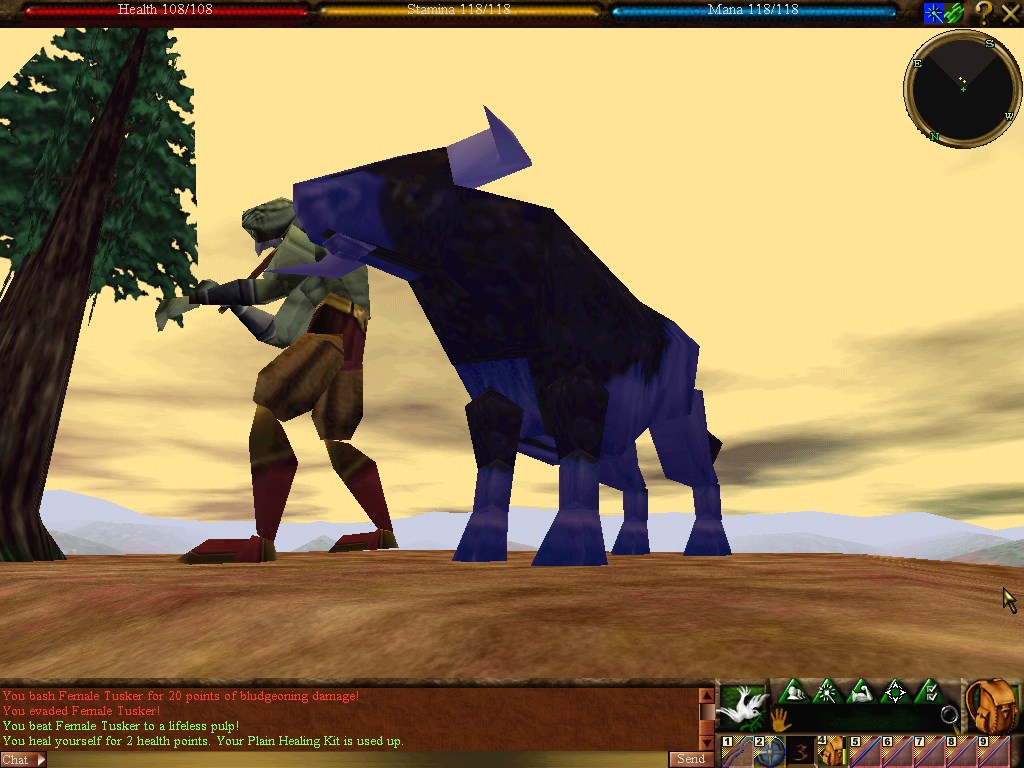 Health 108/108 Stamina 118/118 Mana 118/118
?
S
E
W
N
You bash Female Tusker for 20 points of bludgeoning damage!
You evaded Female Tusker!
You beat Female Tusker to a lifeless pulp!
You heal yourself for 2 health points. Your Plain Healing Kit is used up.
Chat Send
1 2 3 4 5 6 7 8 9